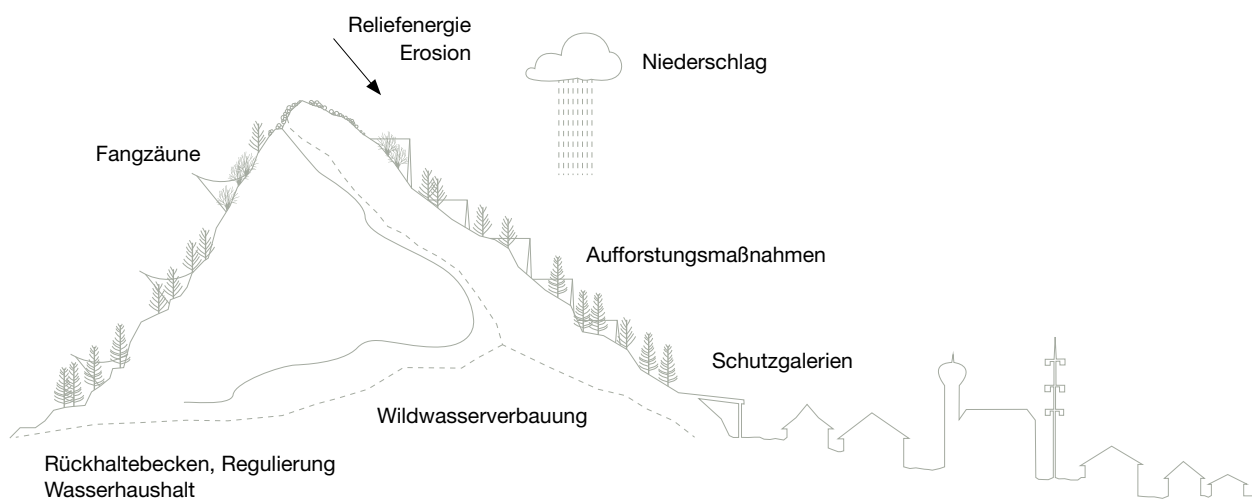 Reliefenergie
Erosion
Niederschlag
Fangzäune
Aufforstungsmaßnahmen
Schutzgalerien
Wildwasserverbauung
Rückhaltebecken, Regulierung
Wasserhaushalt